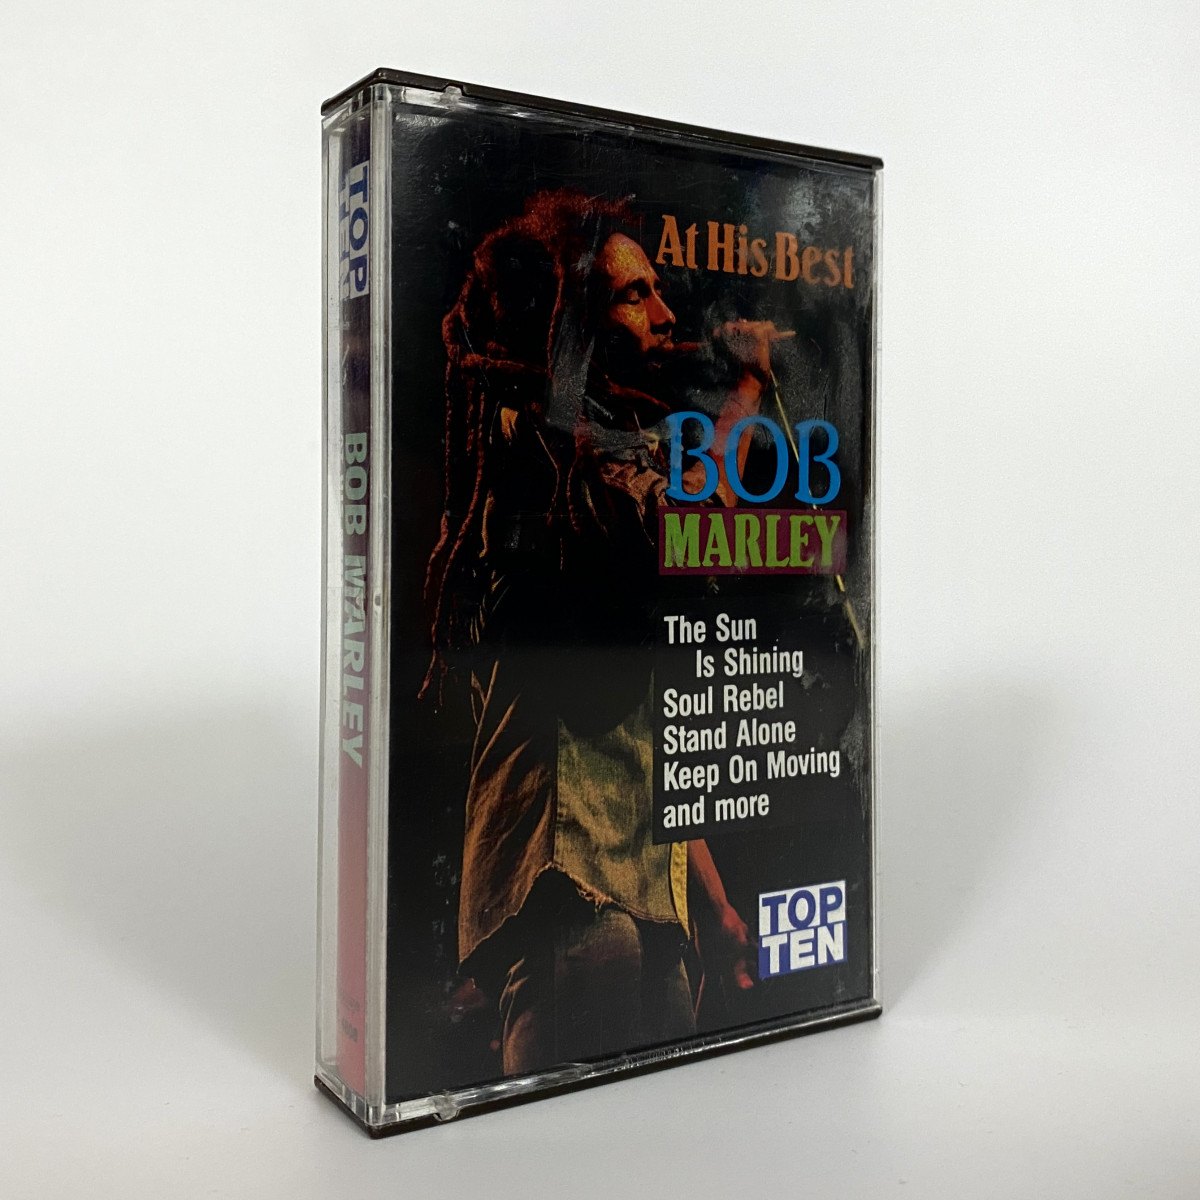 TOP
BOB MARLEY
At His Best
BOB
MARLEY
The Sun
Is Shining
Soul Rebel
Stand Alone
Keep On Moving
and more
TOP
TEN